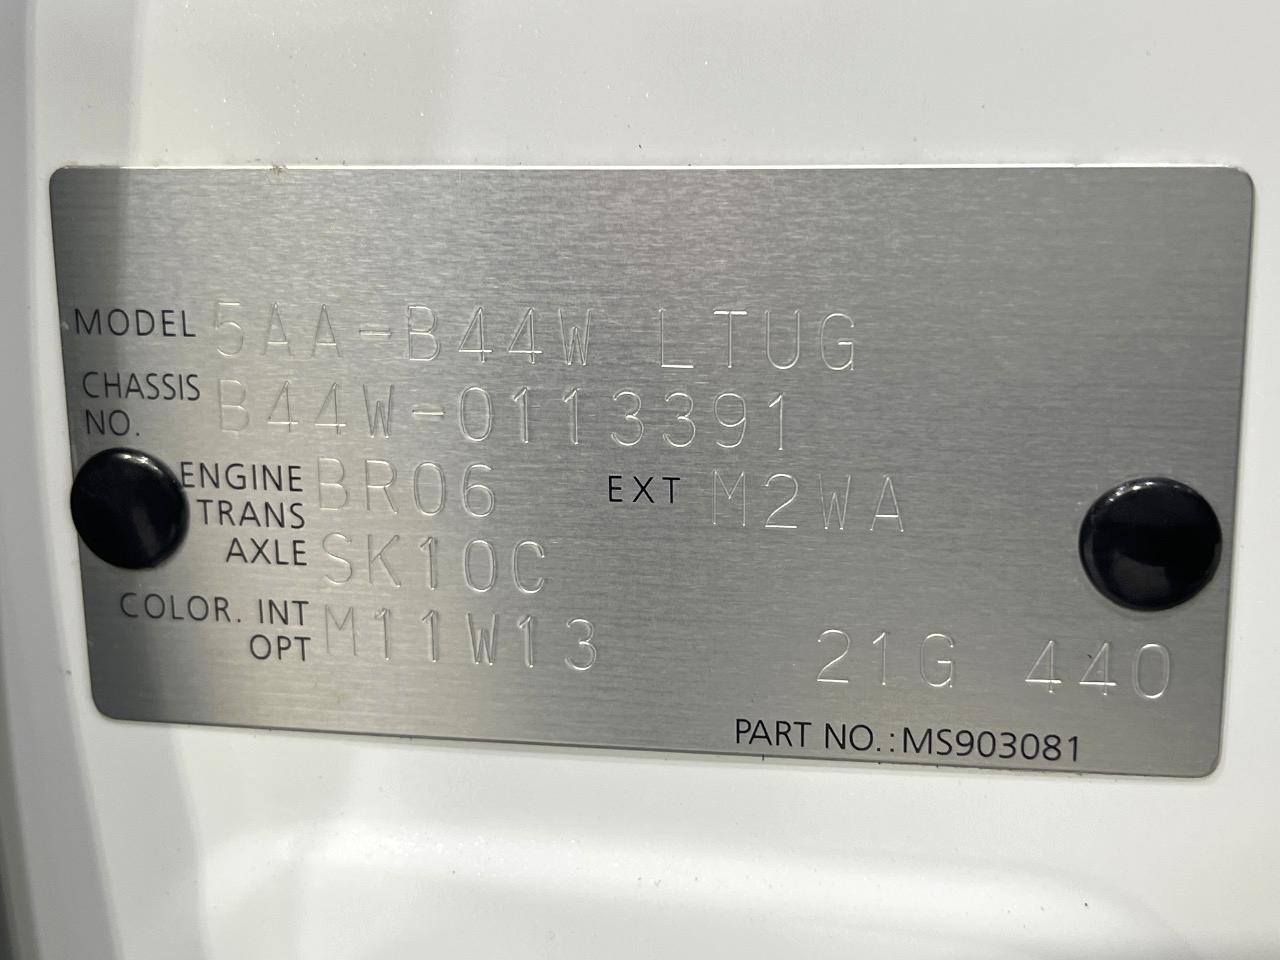 MODEL 5AA-B44W LTUG
CHASSIS NO. B44W-0113391
ENGINE BR06 EXT M2WA
TRANS AXLE SK10C
COLOR. INT OPT M11W13 21G 440
PART NO.:MS903081